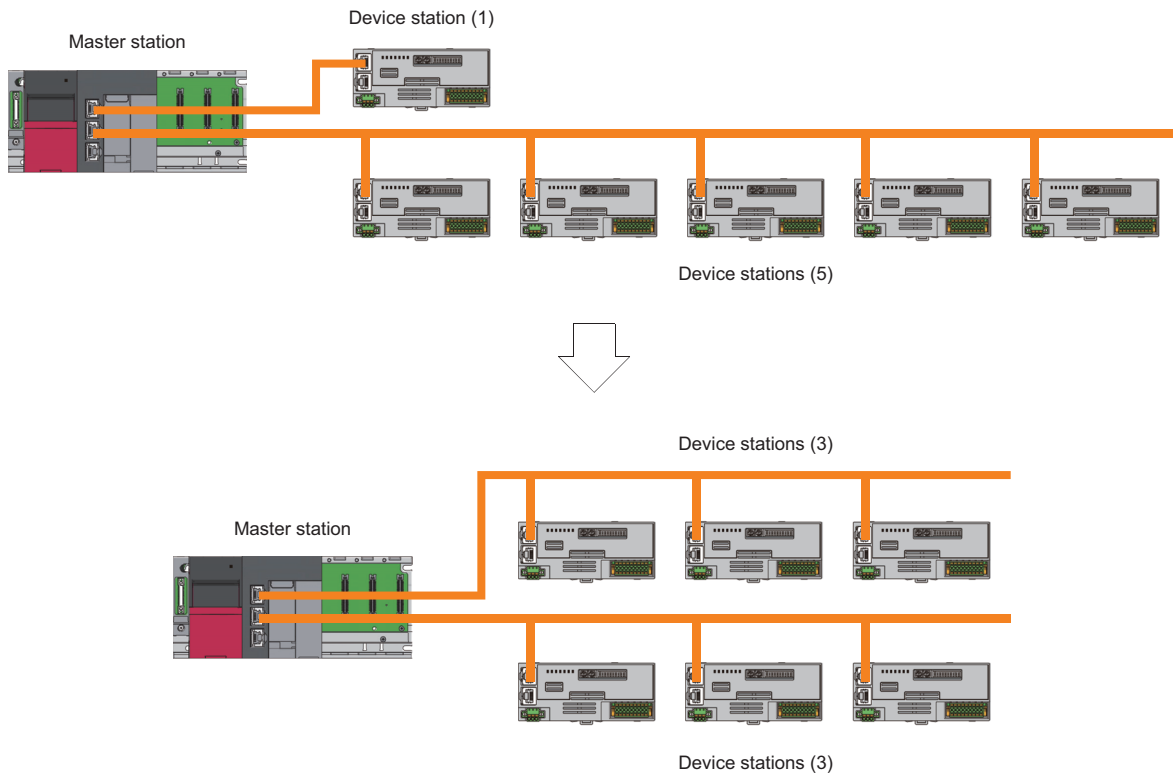 Device station (1)
Master station
Device stations (5)
Device stations (3)
Master station
Device stations (3)